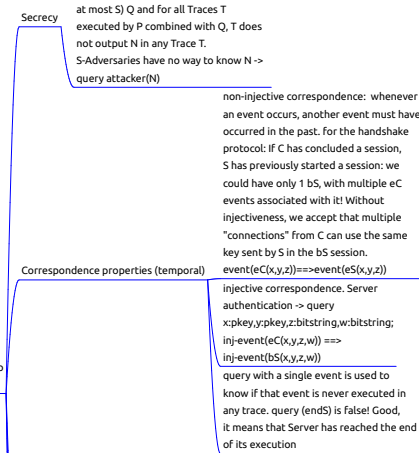 at most S) Q and for all Traces T
Secrecy
executed by P combined with Q, T does
not output N in any Trace T.
S-Adversaries have no way to know N ->
query attacker(N)
non-injective correspondence: whenever
an event occurs, another event must have
occurred in the past. for the handshake
protocol: If C has concluded a session,
S has previously started a session: we
could have only 1 bS, with multiple eC
events associated with it! Without
injectiveness, we accept that multiple
"connections" from C can use the same
key sent by S in the bS session.
Correspondence properties (temporal)
event(eC(x,y,z))==>event(eS(x,y,z))
injective correspondence. Server
authentication -> query
x:pkey,y:pkey,z:bitstring,w:bitstring;
inj-event(eC(x,y,z,w)) ==>
inj-event(bS(x,y,z,w))
query with a single event is used to
know if that event is never executed in
any trace. query (endS) is false! Good,
it means that Server has reached the end
of its execution